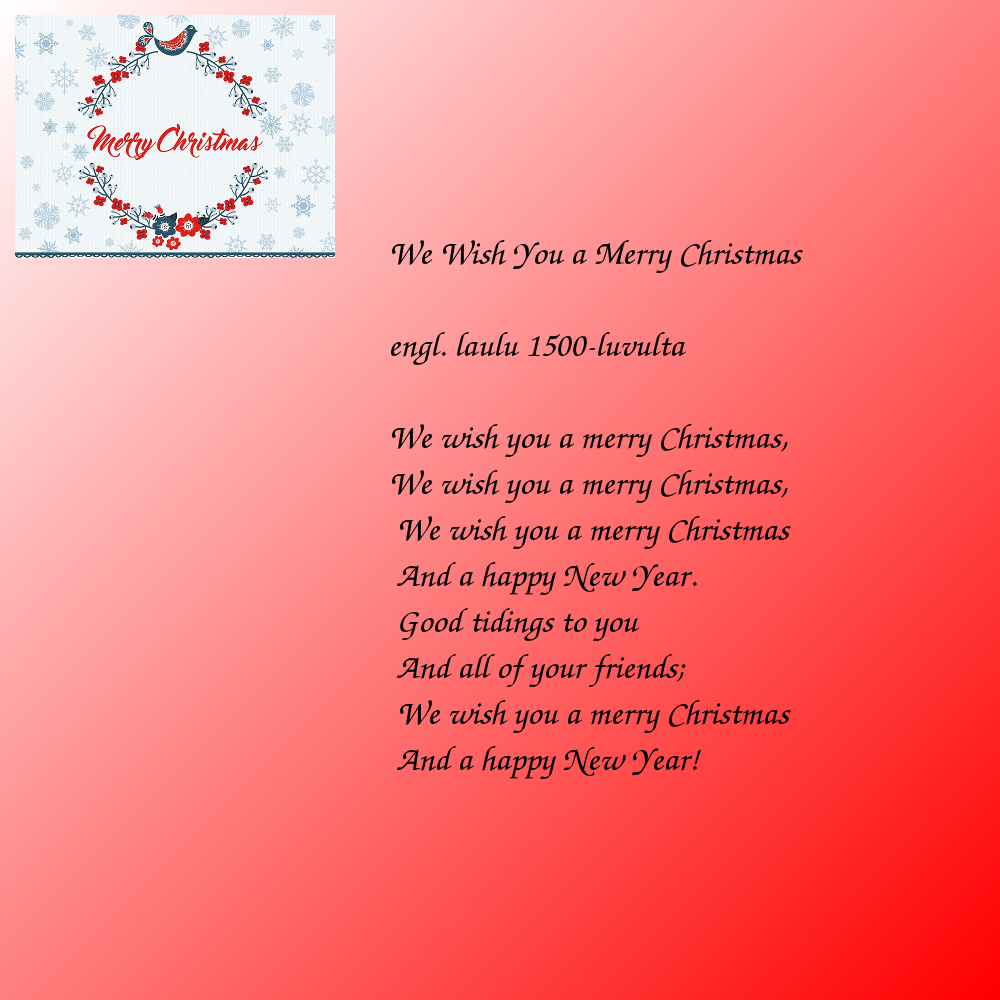 Merry Christmas
We Wish You a Merry Christmas
engl. laulu 1500-luvulta
We wish you a merry Christmas,
We wish you a merry Christmas,
We wish you a merry Christmas
And a happy New Year.
Good tidings to you
And all of your friends;
We wish you a merry Christmas
And a happy New Year!